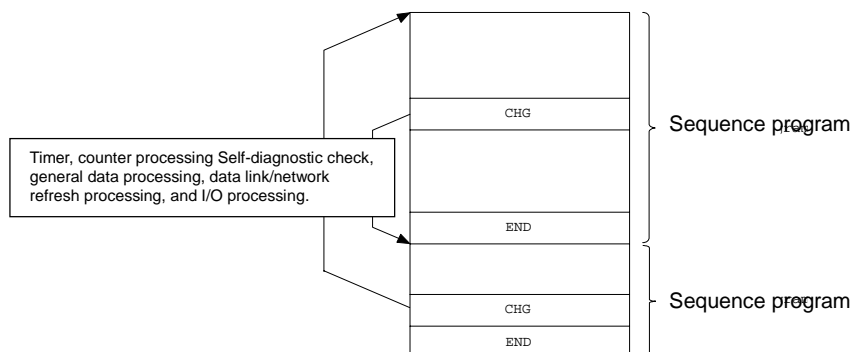 CHG
Sequence program
Timer, counter processing Self-diagnostic check,
general data processing, data link/network
refresh processing, and I/O processing.
END
CHG
Sequence program
END